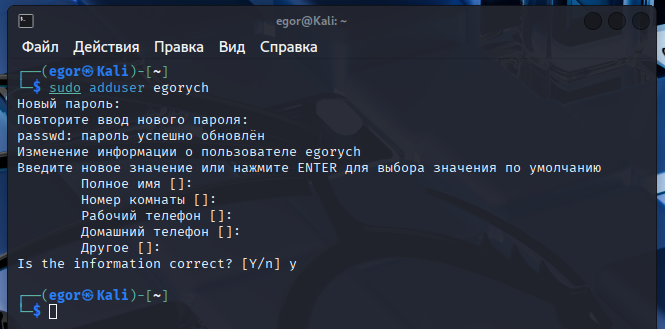 egor@Kali: ~
Файл Действия Правка Вид Справка
┌──(egor㉿Kali)-[~]
└─$ sudo adduser egorych
Новый пароль:
Повторите ввод нового пароля:
passwd: пароль успешно обновлён
Изменение информации о пользователе egorych
Введите новое значение или нажмите ENTER для выбора значения по умолчанию
Полное имя []:
Номер комнаты []:
Рабочий телефон []:
Домашний телефон []:
Другое []:
Is the information correct? [Y/n] y
┌──(egor㉿Kali)-[~]
└─$